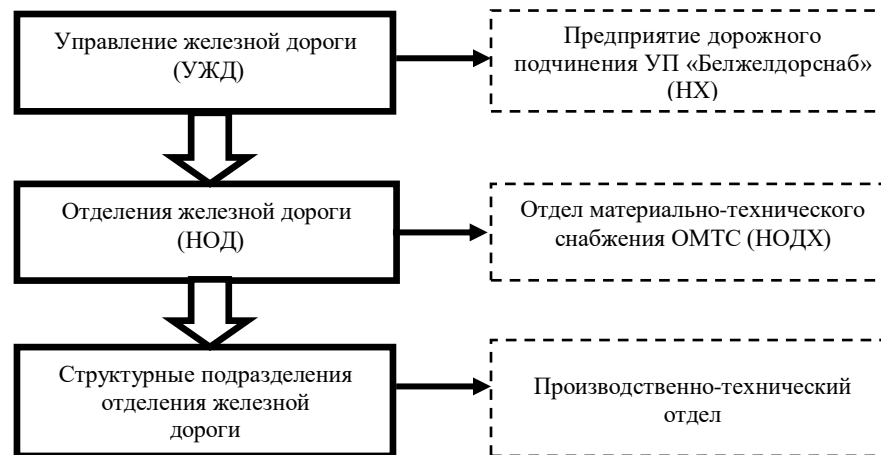 Управление железной дороги
(УЖД)
Предприятие дорожного
подчинения УП «Белжелдорснаб»
(НХ)
Отделения железной дороги
(НОД)
Отдел материально-технического
снабжения ОМТС (НОДХ)
Структурные подразделения
отделения железной
дороги
Производственно-технический
отдел